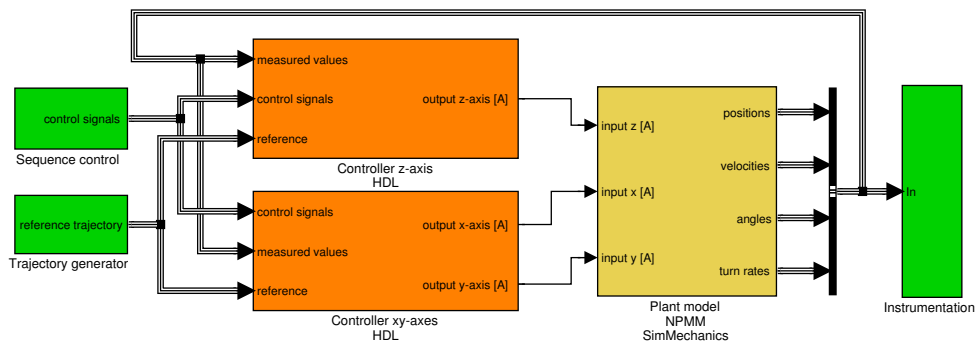 control signals
Sequence control
reference trajectory
Trajectory generator
measured values
control signals
reference
output z-axis [A]
Controller z-axis
HDL
control signals
measured values
reference
output x-axis [A]
output y-axis [A]
Controller xy-axes
HDL
input z [A]
input x [A]
input y [A]
positions
velocities
angles
turn rates
Plant model
NPMM
SimMechanics
In
Instrumentation